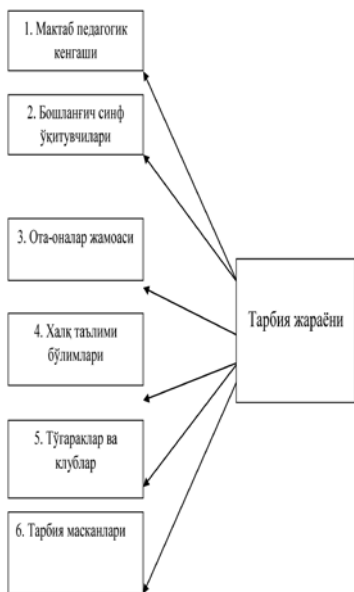 1. Мактаб педагогик
кенгаши
2. Бошланғич синф
ўқитувчилари
3. Ота-оналар жамоаси
Тарбия жараёни
4. Халқ таълими
бўлимлари
5. Тўгараклар ва
клублар
6. Тарбия масканлари